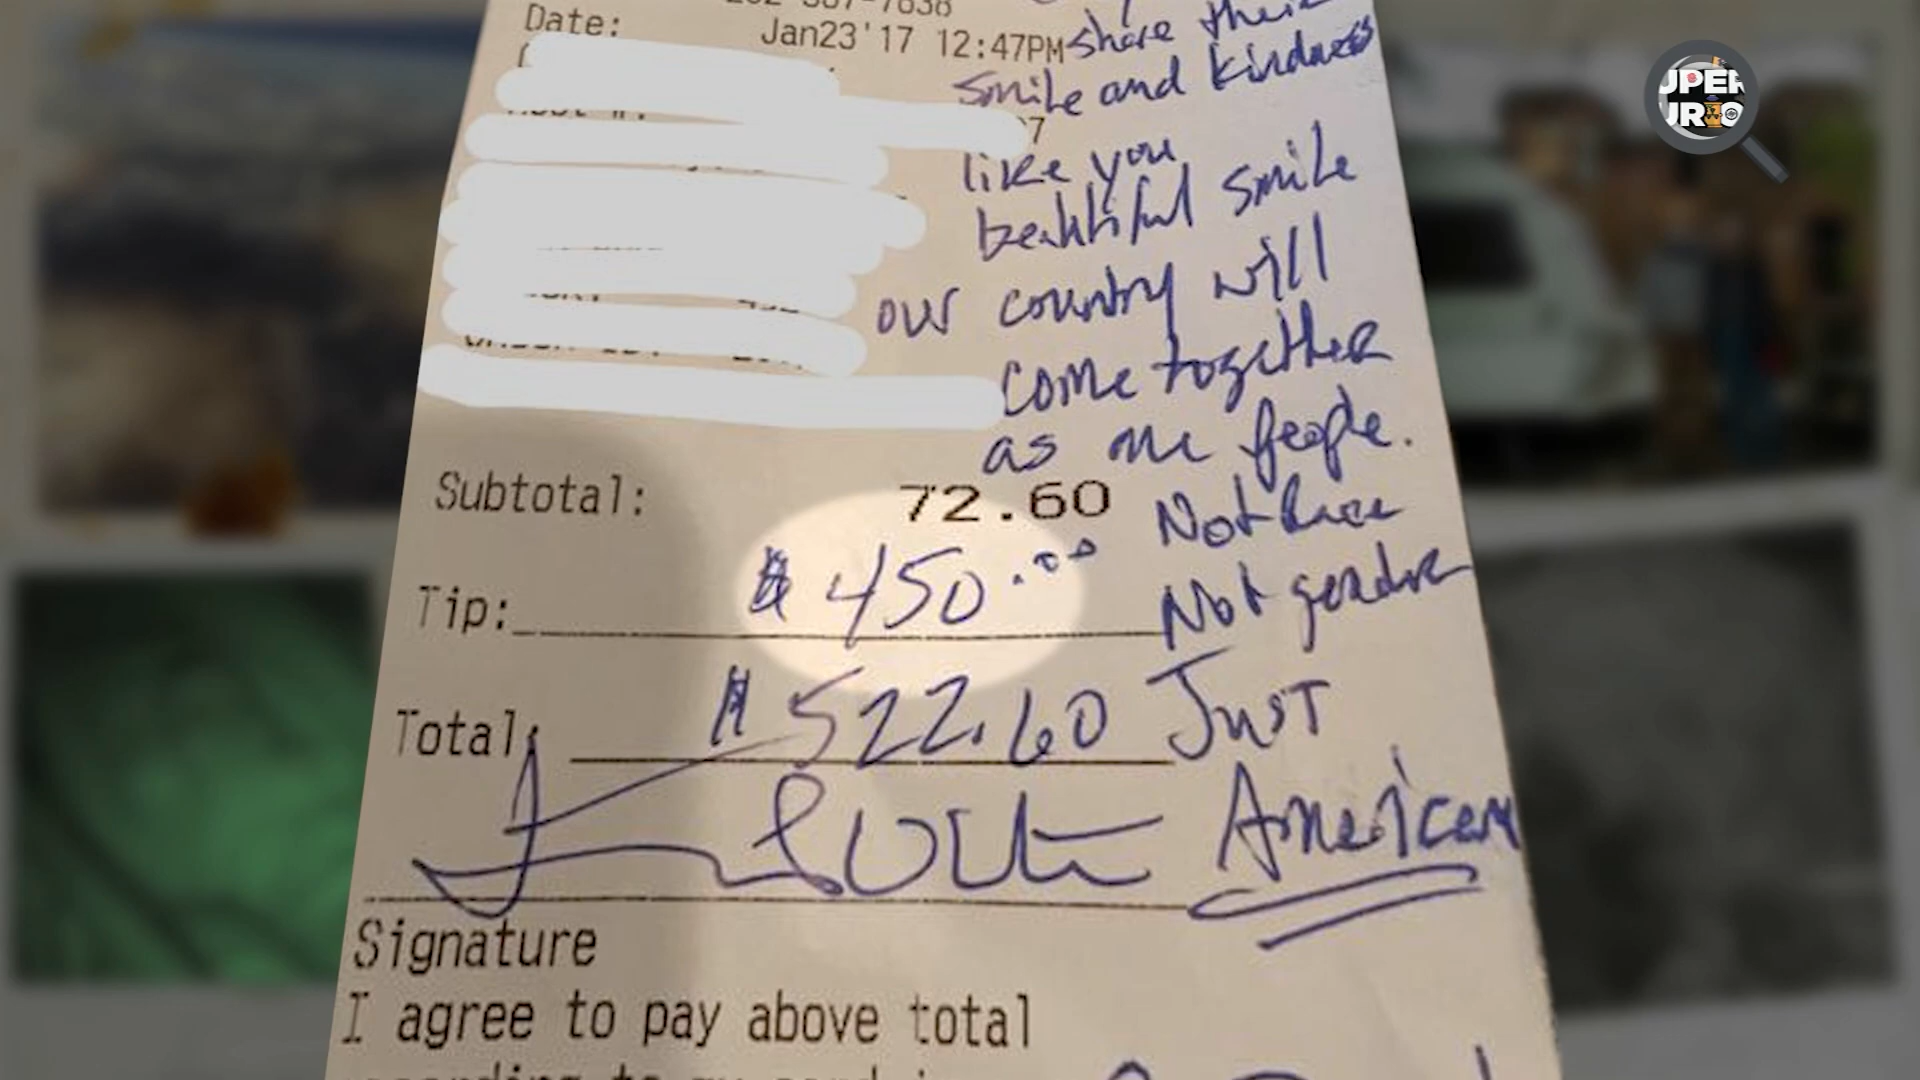 Date:
Jan23'17 12:47PM
share their
smile and kindness
like you
beautiful smile
our country will
come together
as one people.
Subtotal: 72.60
Not Race
Tip: $ 450.00
Not gender
Total: $ 522.60
Just
American
Signature
I agree to pay above total